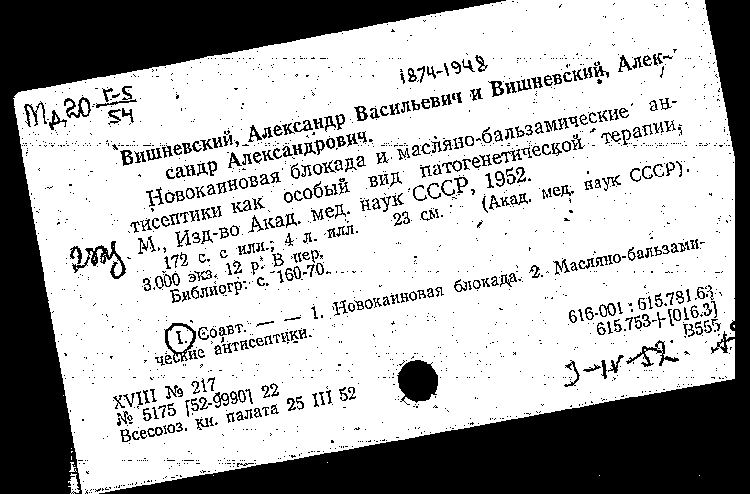 1874-1948
Мд20 Г-5
54
Вишневский, Александр Васильевич и Вишневский, Алек-
сандр Александрович.
Новокаиновая блокада и масляно-бальзамические ан-
тисептики как особый вид патогенетической терапии,
М., Изд-во Акад. мед. наук СССР, 1952.
172 с. с илл.; 4 л. илл. 23 см. (Акад. мед. наук СССР).
3.000 экз. 12 р. В пер.
Библиогр: с. 160-70.
I. Соавт. — — 1. Новокаиновая блокада. 2. Масляно-бальзами-
ческие антисептики.
616-001 : 615.781.63
615.753+[016.3]
В555
XVIII № 217
№ 5175 [52-9990] 22
Всесоюз. кн. палата 25 III 52